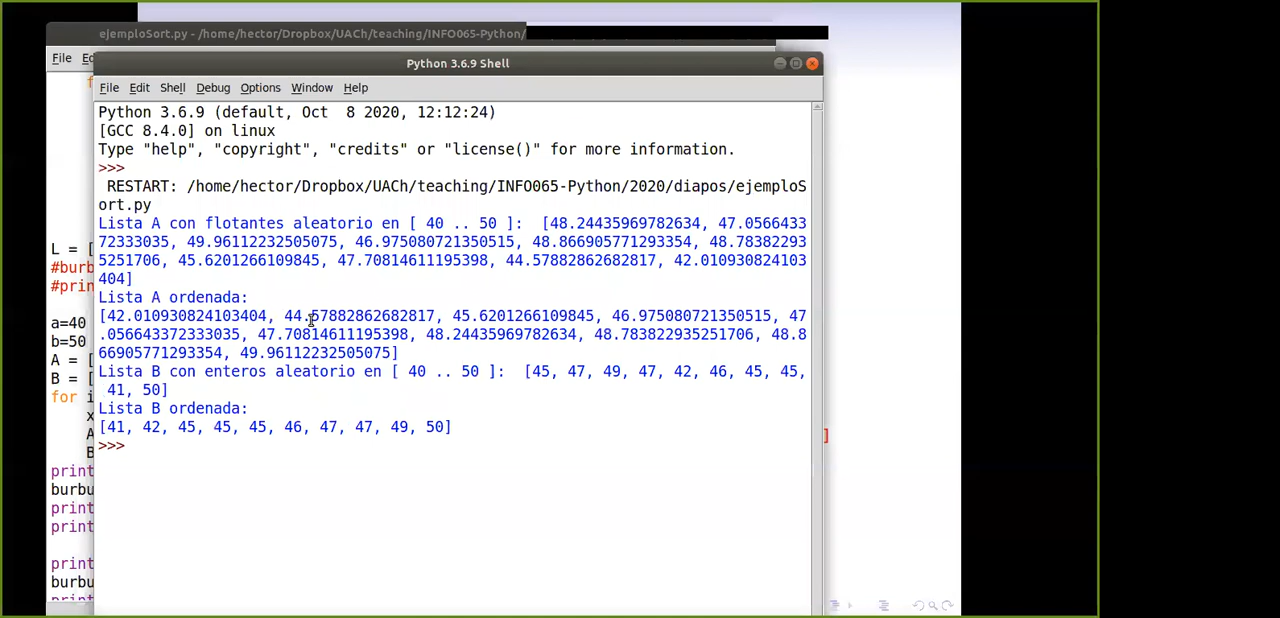 ejemploSort.py - /home/hector/Dropbox/UACh/teaching/INFO065-Python/
File
Python 3.6.9 Shell
File Edit Shell Debug Options Window Help
Python 3.6.9 (default, Oct  8 2020, 12:12:24)
[GCC 8.4.0] on linux
Type "help", "copyright", "credits" or "license()" for more information.
>>>
RESTART: /home/hector/Dropbox/UACh/teaching/INFO065-Python/2020/diapos/ejemploS
ort.py
Lista A con flotantes aleatorio en [ 40 .. 50 ]:  [48.24435969782634, 47.0566433
72333035, 49.96112232505075, 46.975080721350515, 48.866905771293354, 48.78382293
5251706, 45.6201266109845, 47.70814611195398, 44.57882862682817, 42.010930824103
404]
Lista A ordenada:
[42.010930824103404, 44.57882862682817, 45.6201266109845, 46.975080721350515, 47
.056643372333035, 47.70814611195398, 48.24435969782634, 48.783822935251706, 48.8
66905771293354, 49.96112232505075]
Lista B con enteros aleatorio en [ 40 .. 50 ]:  [45, 47, 49, 47, 42, 46, 45, 45,
41, 50]
Lista B ordenada:
[41, 42, 45, 45, 45, 46, 47, 47, 49, 50]
>>>
L = [
#burb
#prin
a=40
b=50
A = [
B = [
for i
x
A
B
]
print
burbu
print
print
print
burbu